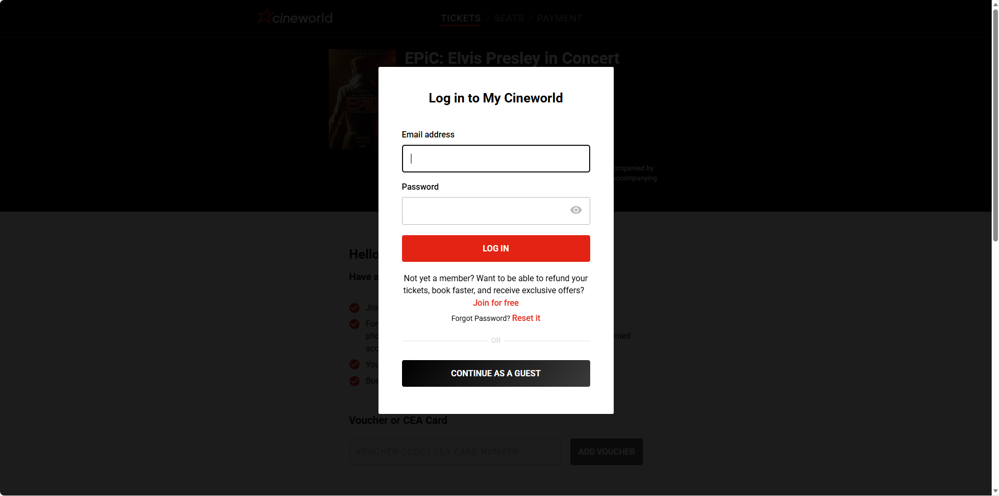 cineworld
TICKETS > SEATS > PAYMENT
ELVIS PRESLEY
EPiC: Elvis Presley in Concert
EPiC
ompanied by
accompanying
Log in to My Cineworld
Email address
Password
LOG IN
Not yet a member? Want to be able to refund your
tickets, book faster, and receive exclusive offers?
Join for free
Forgot Password? Reset it
OR
CONTINUE AS A GUEST
Hello
Have a
Joi
For
pho
nied
acc
You
Boo
Voucher or CEA Card
VOUCHER CODE | CEA CARD NUMBER
ADD VOUCHER